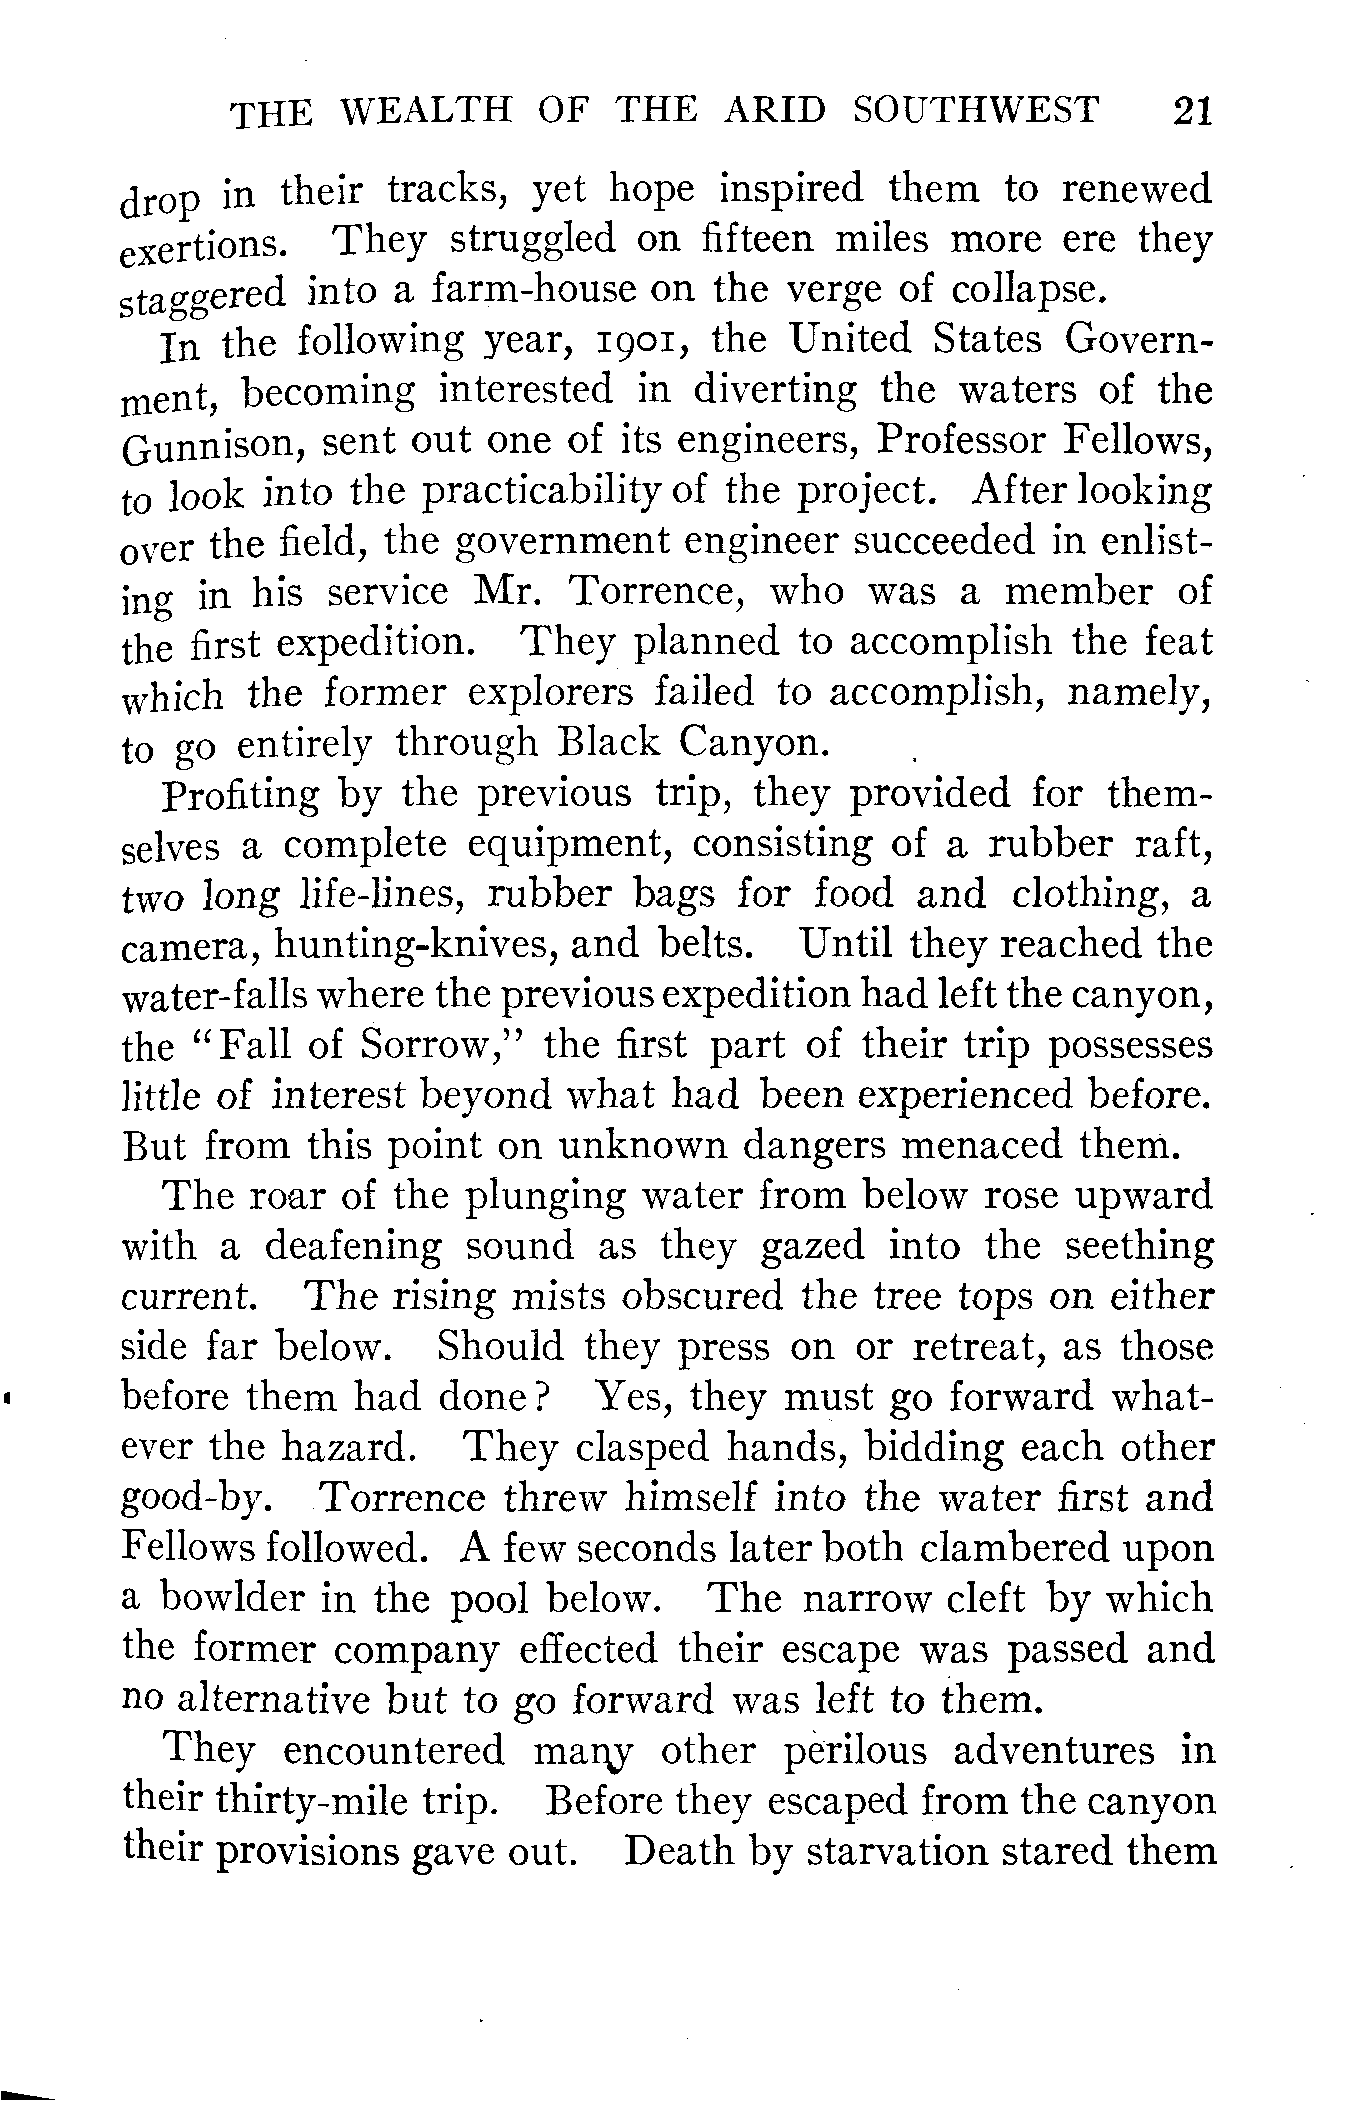 THE WEALTH OF THE ARID SOUTHWEST 21
drop in their tracks, yet hope inspired them to renewed
exertions. They struggled on fifteen miles more ere they
staggered into a farm-house on the verge of collapse.
In the following year, 1901, the United States Govern-
ment, becoming interested in diverting the waters of the
Gunnison, sent out one of its engineers, Professor Fellows,
to look into the practicability of the project. After looking
over the field, the government engineer succeeded in enlist-
ing in his service Mr. Torrence, who was a member of
the first expedition. They planned to accomplish the feat
which the former explorers failed to accomplish, namely,
to go entirely through Black Canyon.
Profiting by the previous trip, they provided for them-
selves a complete equipment, consisting of a rubber raft,
two long life-lines, rubber bags for food and clothing, a
camera, hunting-knives, and belts. Until they reached the
water-falls where the previous expedition had left the canyon,
the “Fall of Sorrow,” the first part of their trip possesses
little of interest beyond what had been experienced before.
But from this point on unknown dangers menaced them.
The roar of the plunging water from below rose upward
with a deafening sound as they gazed into the seething
current. The rising mists obscured the tree tops on either
side far below. Should they press on or retreat, as those
before them had done? Yes, they must go forward what-
ever the hazard. They clasped hands, bidding each other
good-by. Torrence threw himself into the water first and
Fellows followed. A few seconds later both clambered upon
a bowlder in the pool below. The narrow cleft by which
the former company effected their escape was passed and
no alternative but to go forward was left to them.
They encountered many other perilous adventures in
their thirty-mile trip. Before they escaped from the canyon
their provisions gave out. Death by starvation stared them